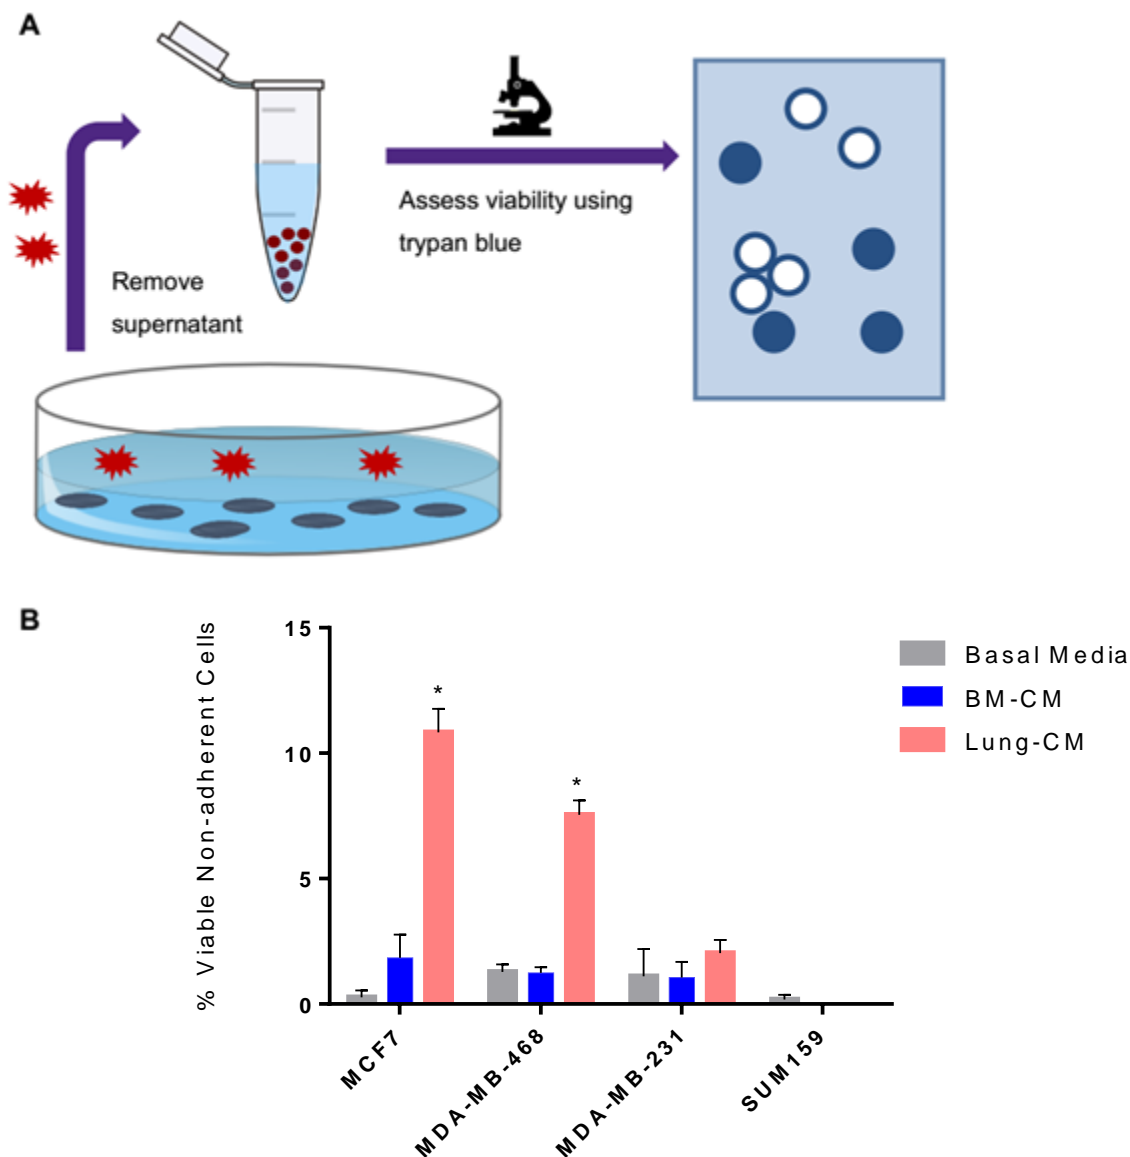 A
Remove
supernatant
Assess viability using
trypan blue
B
% Viable Non-adherent Cells
15
10
5
0
*
*
MCF7
MDA-MB-468
MDA-MB-231
SUM159
Basal Media
BM-CM
Lung-CM